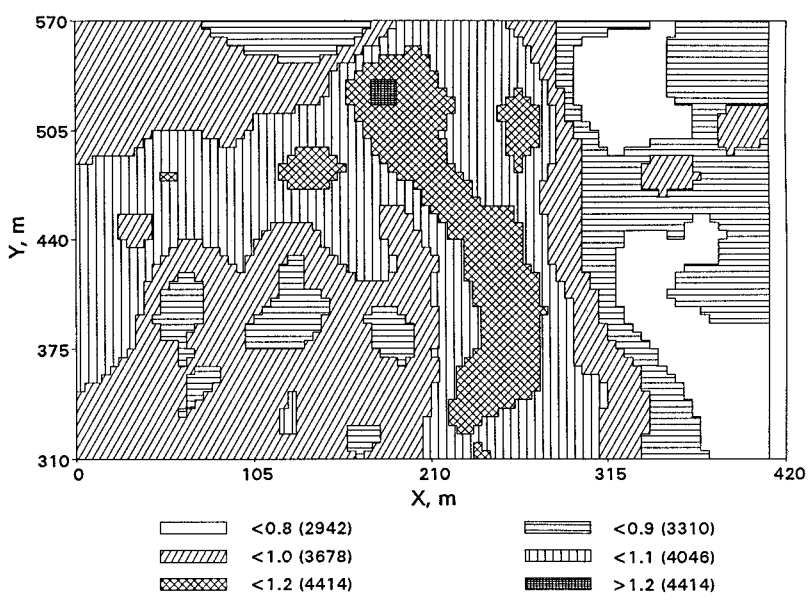 570
505
440
375
310
Y, m
0 105 210 315 420
X, m
<0.8 (2942) <0.9 (3310)
<1.0 (3678) <1.1 (4046)
<1.2 (4414) >1.2 (4414)